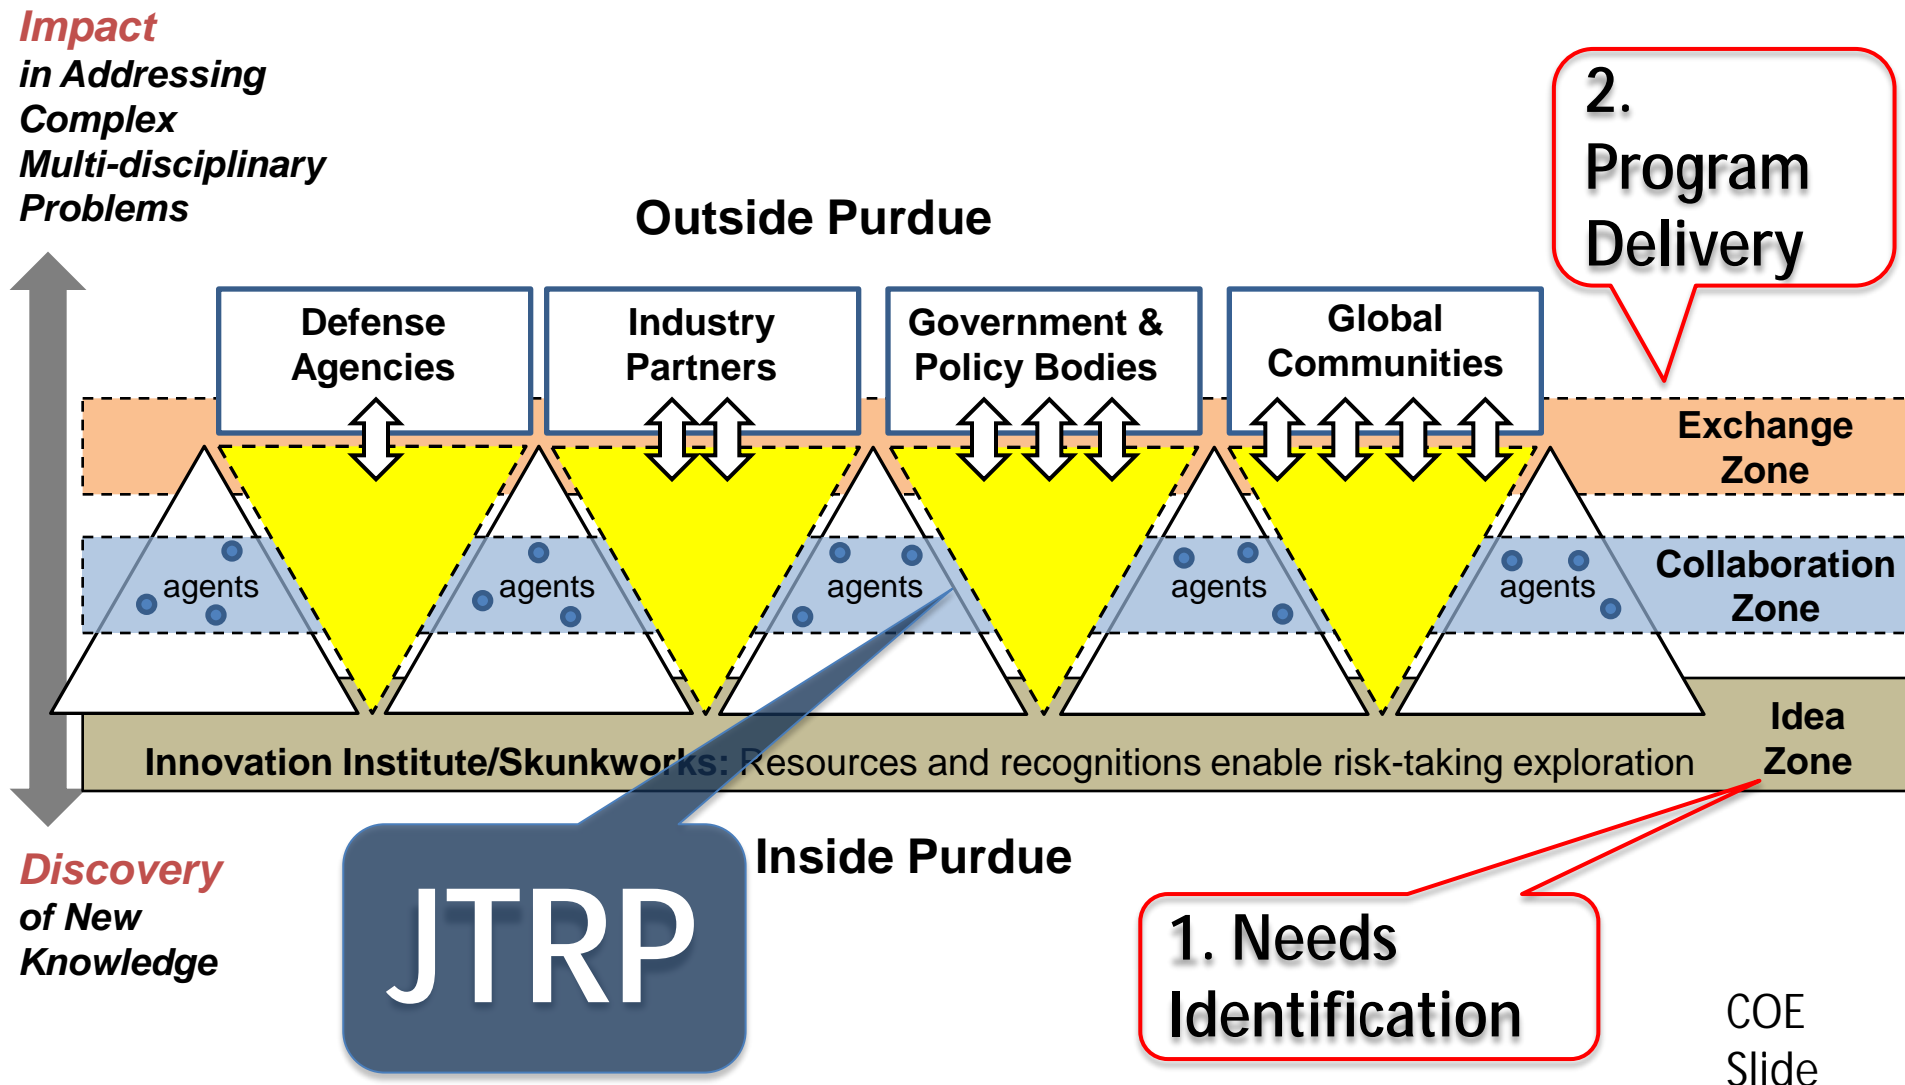 Impact
in Addressing
Complex
Multi-disciplinary
Problems
2.
Program
Delivery
Outside Purdue
Defense
Agencies
Industry
Partners
Government &
Policy Bodies
Global
Communities
Exchange
Zone
agents
agents
agents
agents
agents
Collaboration
Zone
Idea
Zone
Innovation Institute/Skunkworks: Resources and recognitions enable risk-taking exploration
Discovery
of New
Knowledge
JTRP
Inside Purdue
1. Needs
Identification
COE
Slide